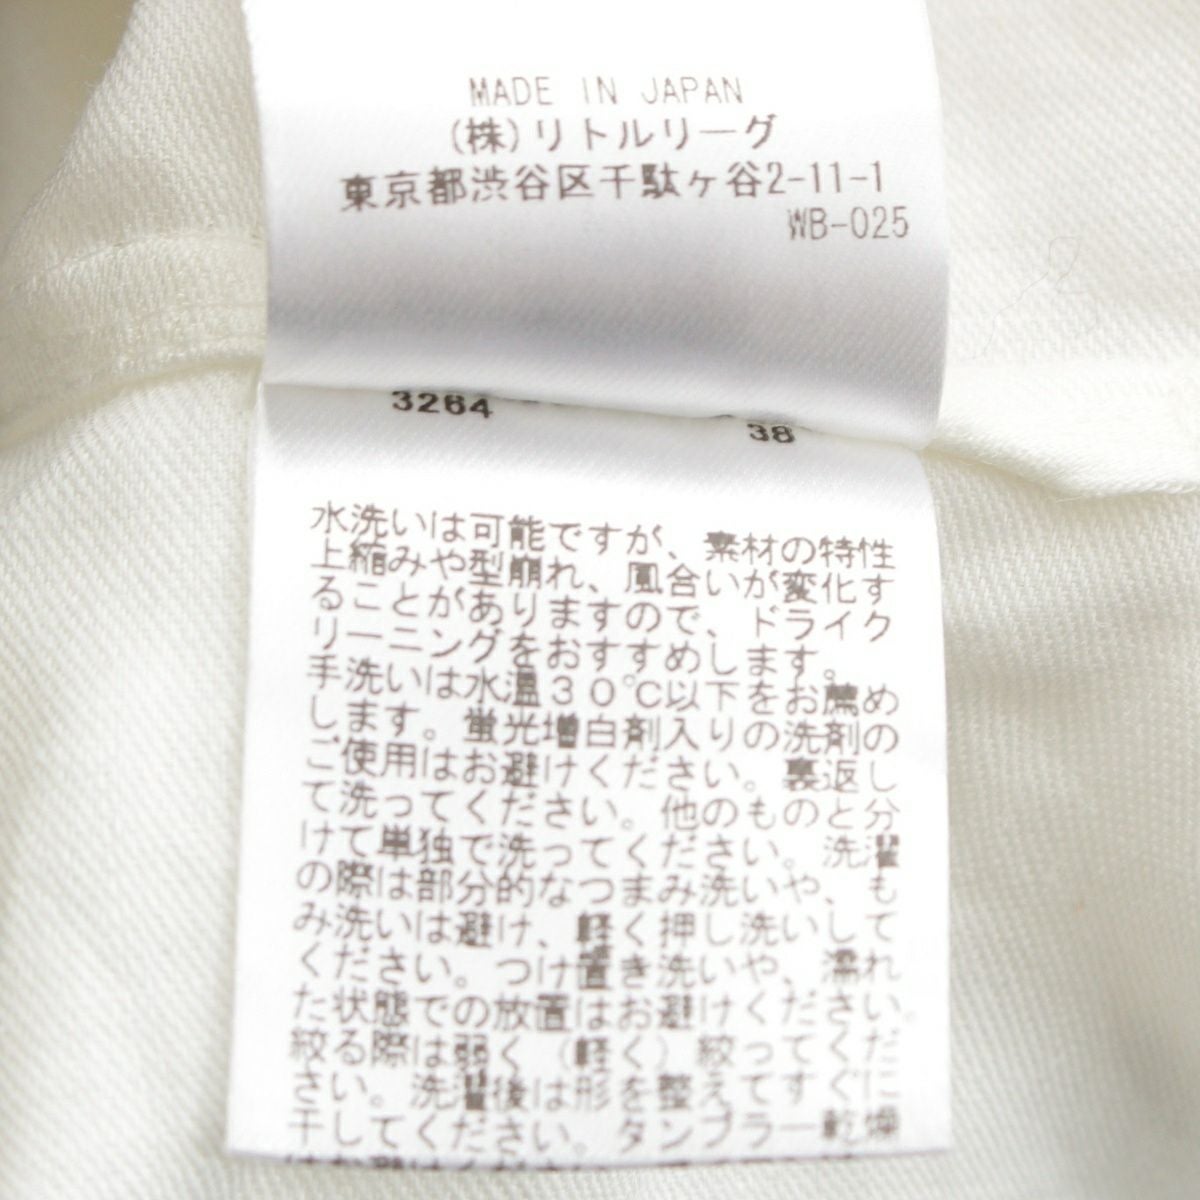 MADE IN JAPAN
(株)リトルリーグ
東京都渋谷区千駄ヶ谷2-11-1
WB-025
3264
38
水洗いは可能ですが、素材の特性
上縮みや型崩れ、風合いが変化す
ることがありますので、ドライク
リーニングをおすすめします。
手洗いは水温30℃以下をお薦め
します。蛍光増白剤入りの洗剤の
ご使用はお避けください。裏返し
て洗ってください。他のものと分
けて単独で洗ってください。洗濯
の際は部分的なつまみ洗いや、も
み洗いは避け、軽く押し洗いして
ください。つけ置き洗いや、濡れ
た状態での放置はお避けください。
絞る際は弱く(軽く)絞ってくだ
さい。洗濯後は形を整えてすぐに
干してください。タンブラー乾燥
はお避けください